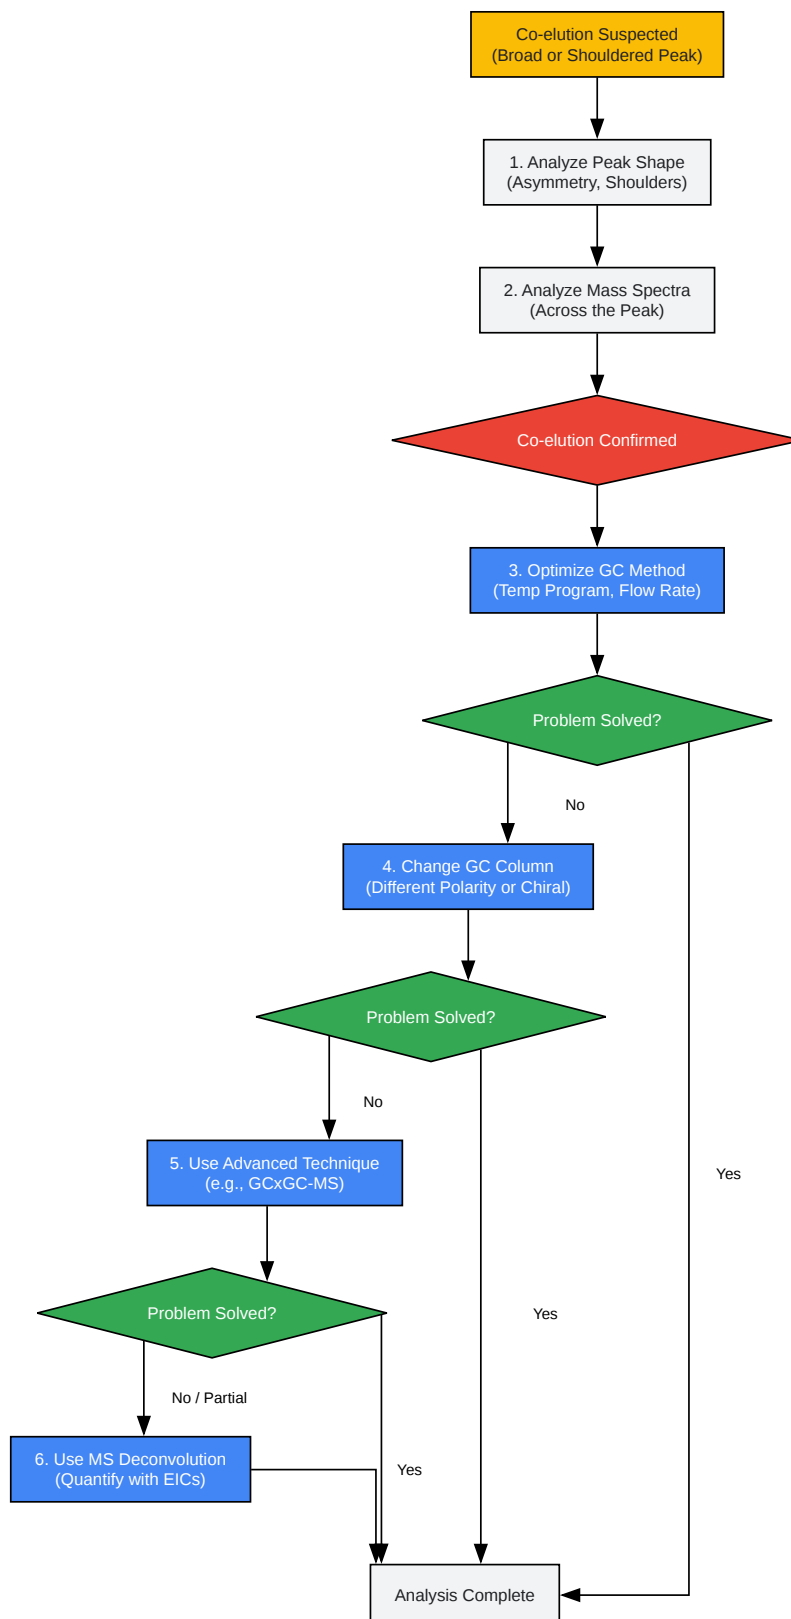 Co-elution Suspected
(Broad or Shouldered Peak)
1. Analyze Peak Shape
(Asymmetry, Shoulders)
2. Analyze Mass Spectra
(Across the Peak)
Co-elution Confirmed
3. Optimize GC Method
(Temp Program, Flow Rate)
Problem Solved?
No
4. Change GC Column
(Different Polarity or Chiral)
Problem Solved?
No
5. Use Advanced Technique
(e.g., GCxGC-MS)
Yes
Problem Solved?
Yes
No / Partial
6. Use MS Deconvolution
(Quantify with EICs)
Yes
Analysis Complete